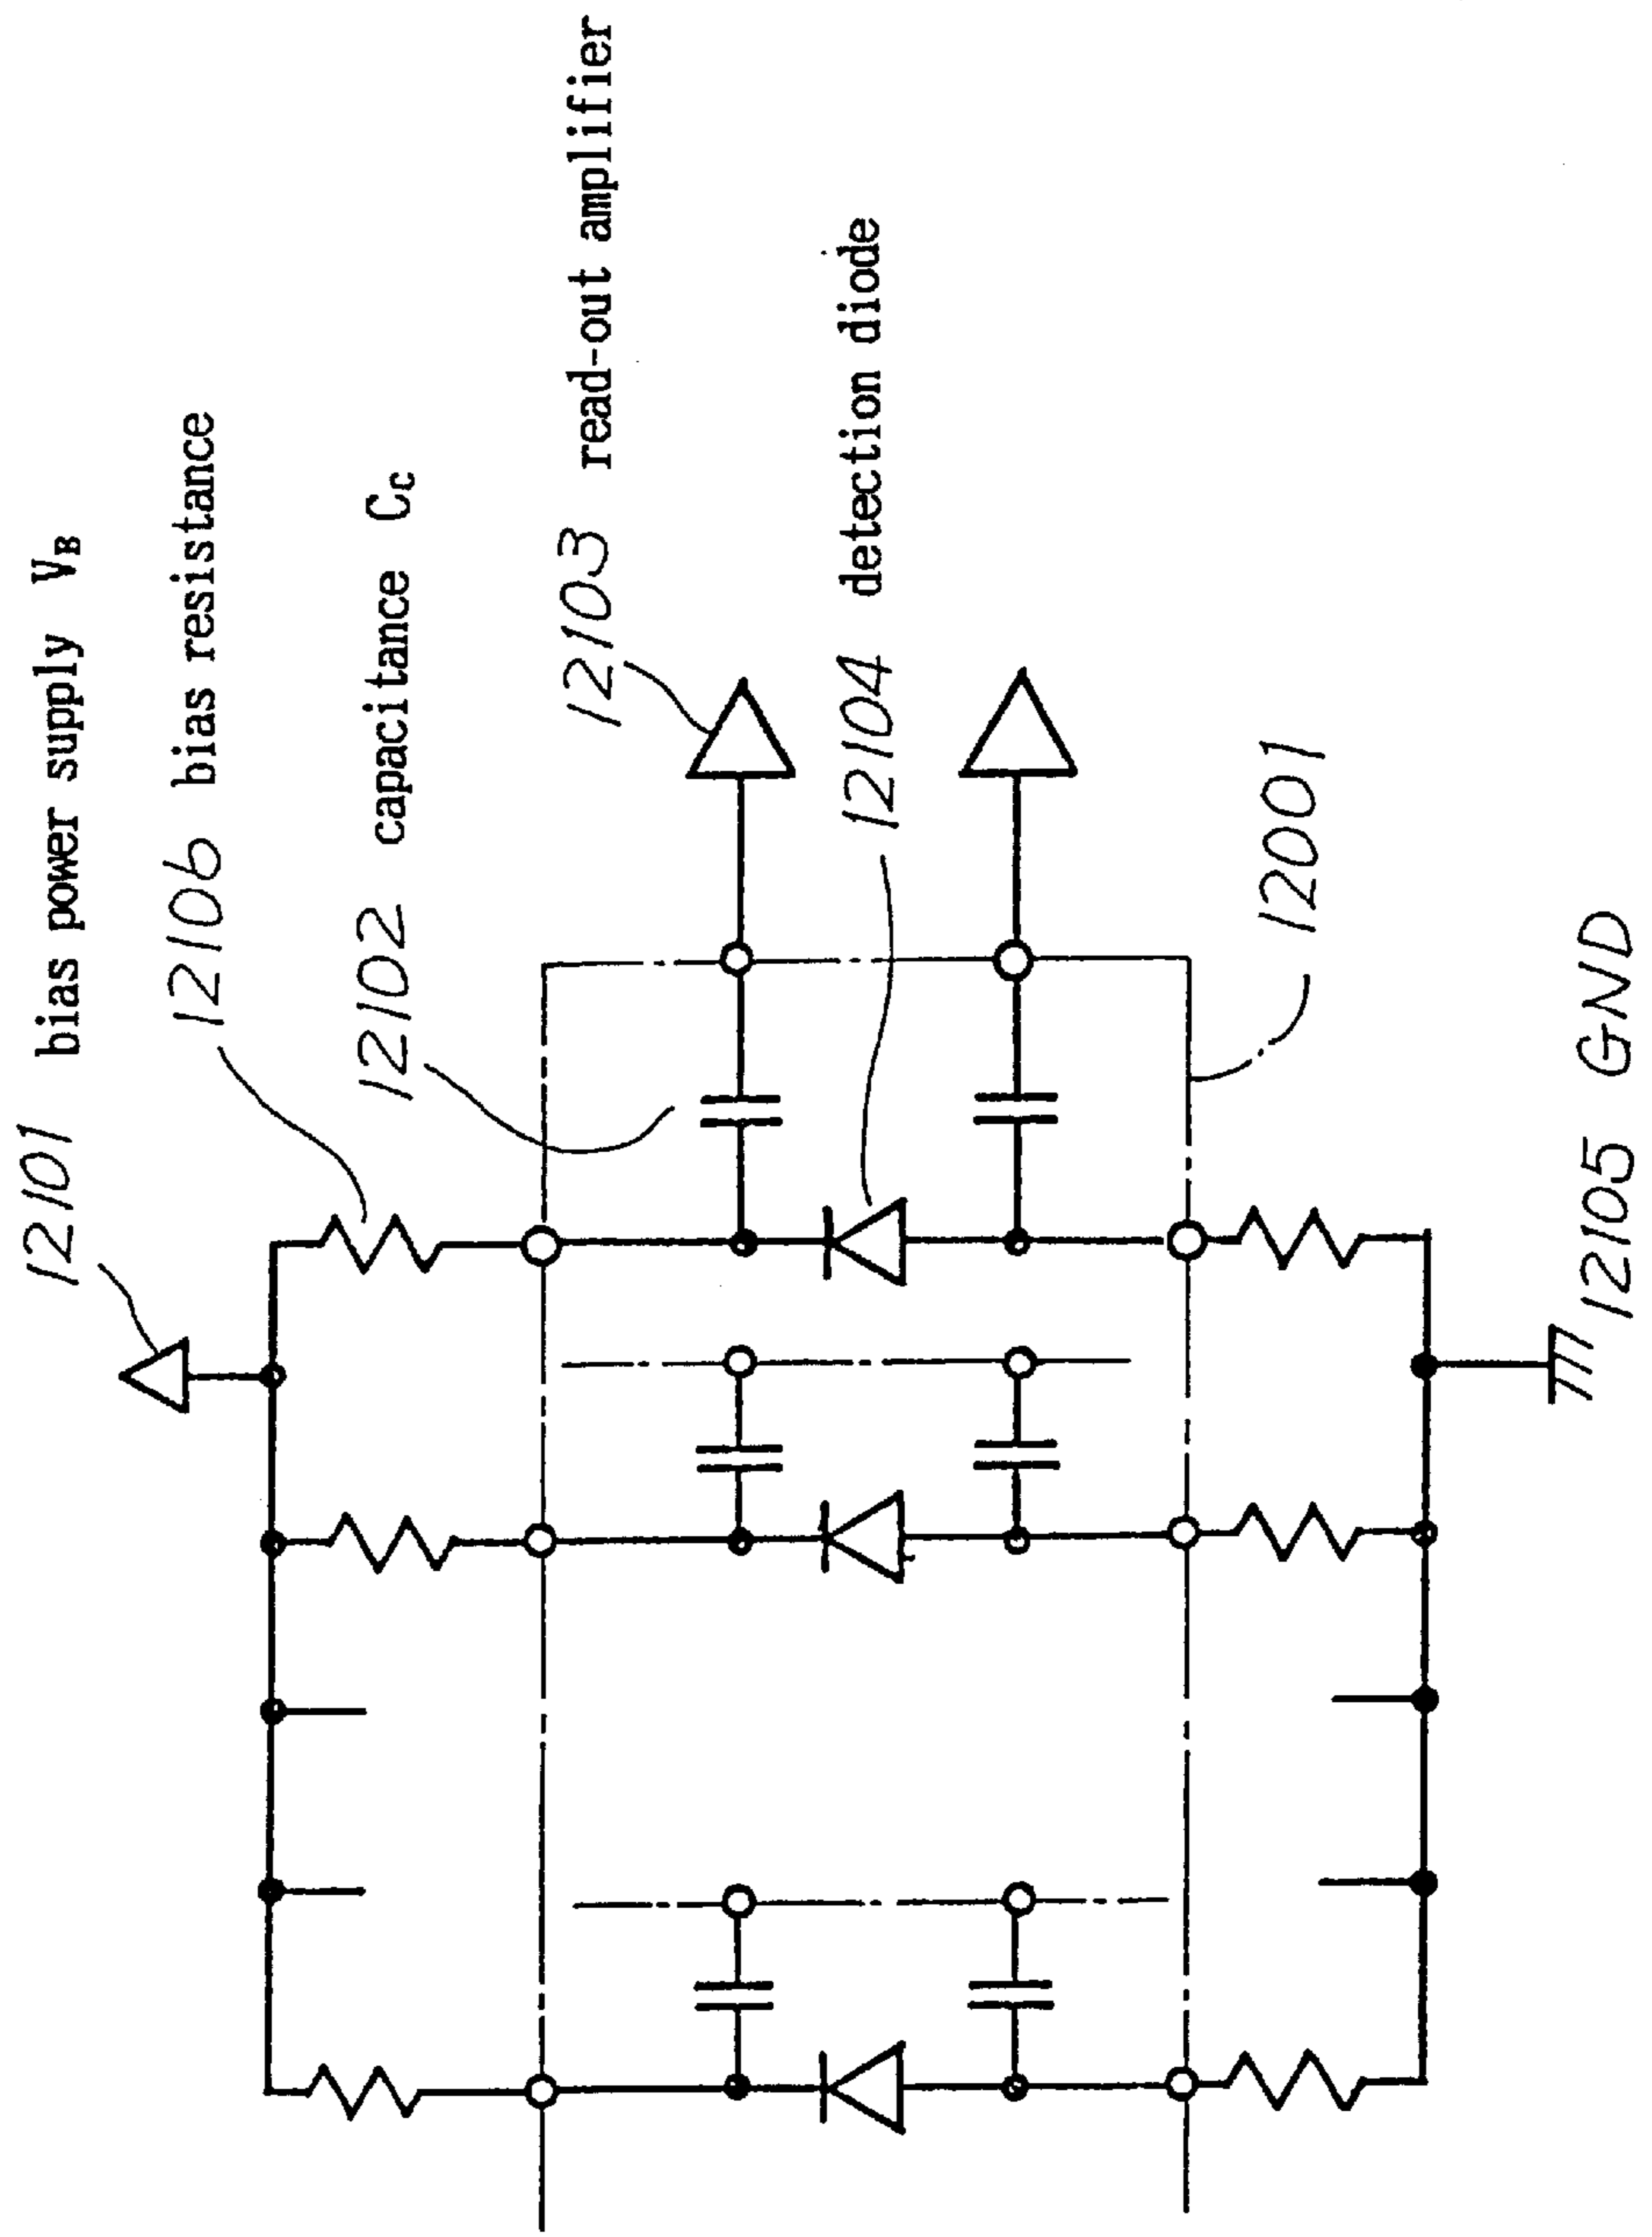 12101 bias power supply V_B
12106 bias resistance
12102 capacitance C_C
12103 read-out amplifier
12104 detection diode
12001
12105 GND